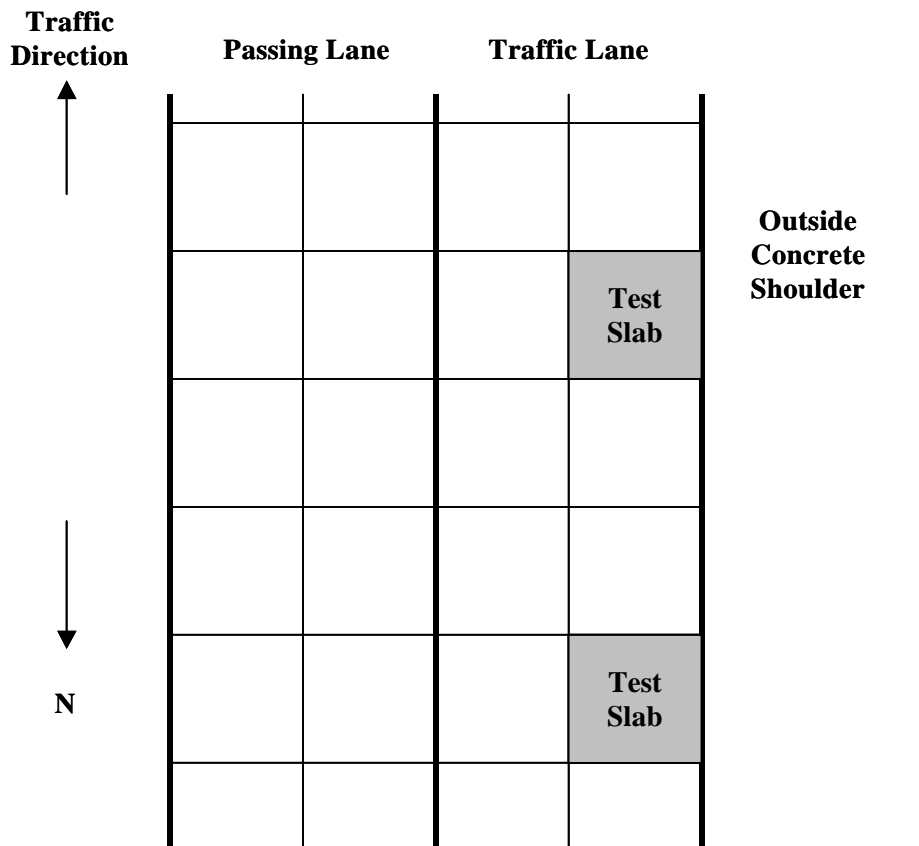 Traffic
Direction
Passing Lane
Traffic Lane
Outside
Concrete
Shoulder
Test
Slab
Test
Slab
N